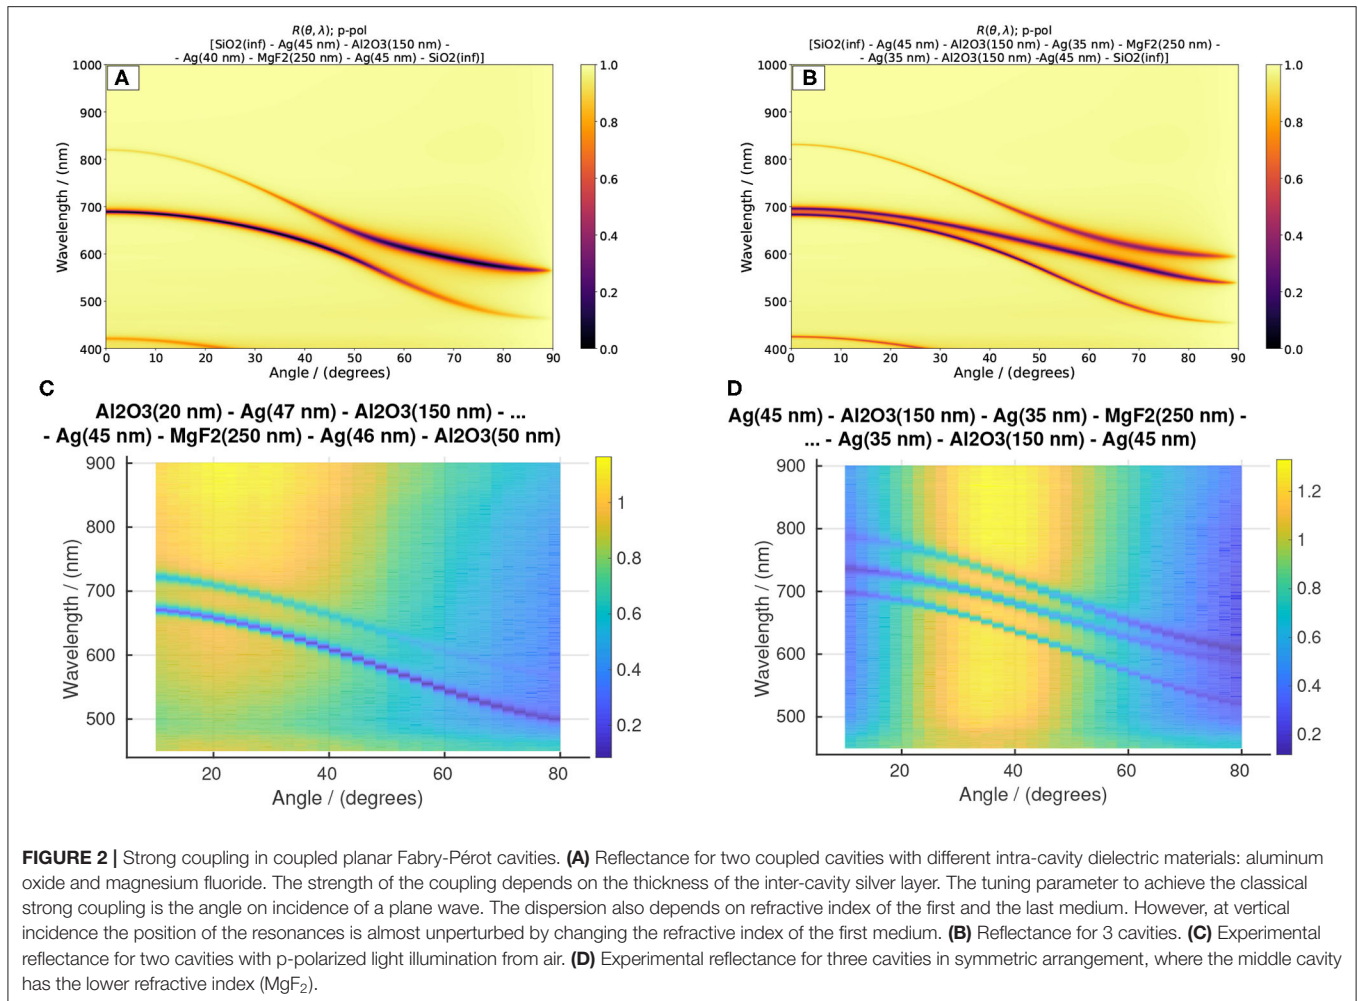 R(θ, λ); p-pol
[SiO2(inf) - Ag(45 nm) - Al2O3(150 nm) -
- Ag(40 nm) - MgF2(250 nm) - Ag(45 nm) - SiO2(inf)]
A
1000
900
800
700
600
500
400
Wavelength / (nm)
0
10
20
30
40
50
60
70
80
90
Angle / (degrees)
1.0
0.8
0.6
0.4
0.2
0.0
R(θ, λ); p-pol
[SiO2(inf) - Ag(45 nm) - Al2O3(150 nm) - Ag(35 nm) - MgF2(250 nm) -
- Ag(35 nm) - Al2O3(150 nm) -Ag(45 nm) - SiO2(inf)]
B
1000
900
800
700
600
500
400
Wavelength / (nm)
0
10
20
30
40
50
60
70
80
90
Angle / (degrees)
1.0
0.8
0.6
0.4
0.2
0.0
C
Al2O3(20 nm) - Ag(47 nm) - Al2O3(150 nm) - ...
- Ag(45 nm) - MgF2(250 nm) - Ag(46 nm) - Al2O3(50 nm)
900
800
700
600
500
Wavelength / (nm)
20
40
60
80
Angle / (degrees)
1
0.8
0.6
0.4
0.2
D
Ag(45 nm) - Al2O3(150 nm) - Ag(35 nm) - MgF2(250 nm) -
... - Ag(35 nm) - Al2O3(150 nm) - Ag(45 nm)
900
800
700
600
500
Wavelength / (nm)
20
40
60
80
Angle / (degrees)
1.2
1
0.8
0.6
0.4
0.2
FIGURE 2 | Strong coupling in coupled planar Fabry-Pérot cavities. (A) Reflectance for two coupled cavities with different intra-cavity dielectric materials: aluminum
oxide and magnesium fluoride. The strength of the coupling depends on the thickness of the inter-cavity silver layer. The tuning parameter to achieve the classical
strong coupling is the angle on incidence of a plane wave. The dispersion also depends on refractive index of the first and the last medium. However, at vertical
incidence the position of the resonances is almost unperturbed by changing the refractive index of the first medium. (B) Reflectance for 3 cavities. (C) Experimental
reflectance for two cavities with p-polarized light illumination from air. (D) Experimental reflectance for three cavities in symmetric arrangement, where the middle cavity
has the lower refractive index (MgF₂).